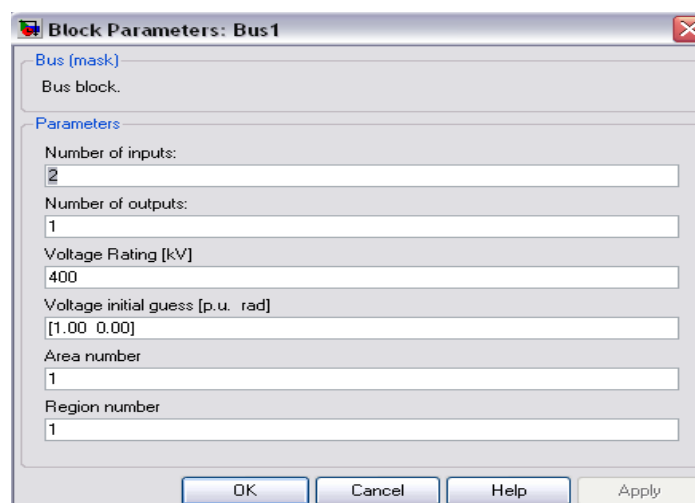 Block Parameters: Bus1
Bus (mask)
Bus block.
Parameters
Number of inputs:
2
Number of outputs:
1
Voltage Rating [kV]
400
Voltage initial guess [p.u.  rad]
[1.00  0.00]
Area number
1
Region number
1
OK Cancel Help Apply